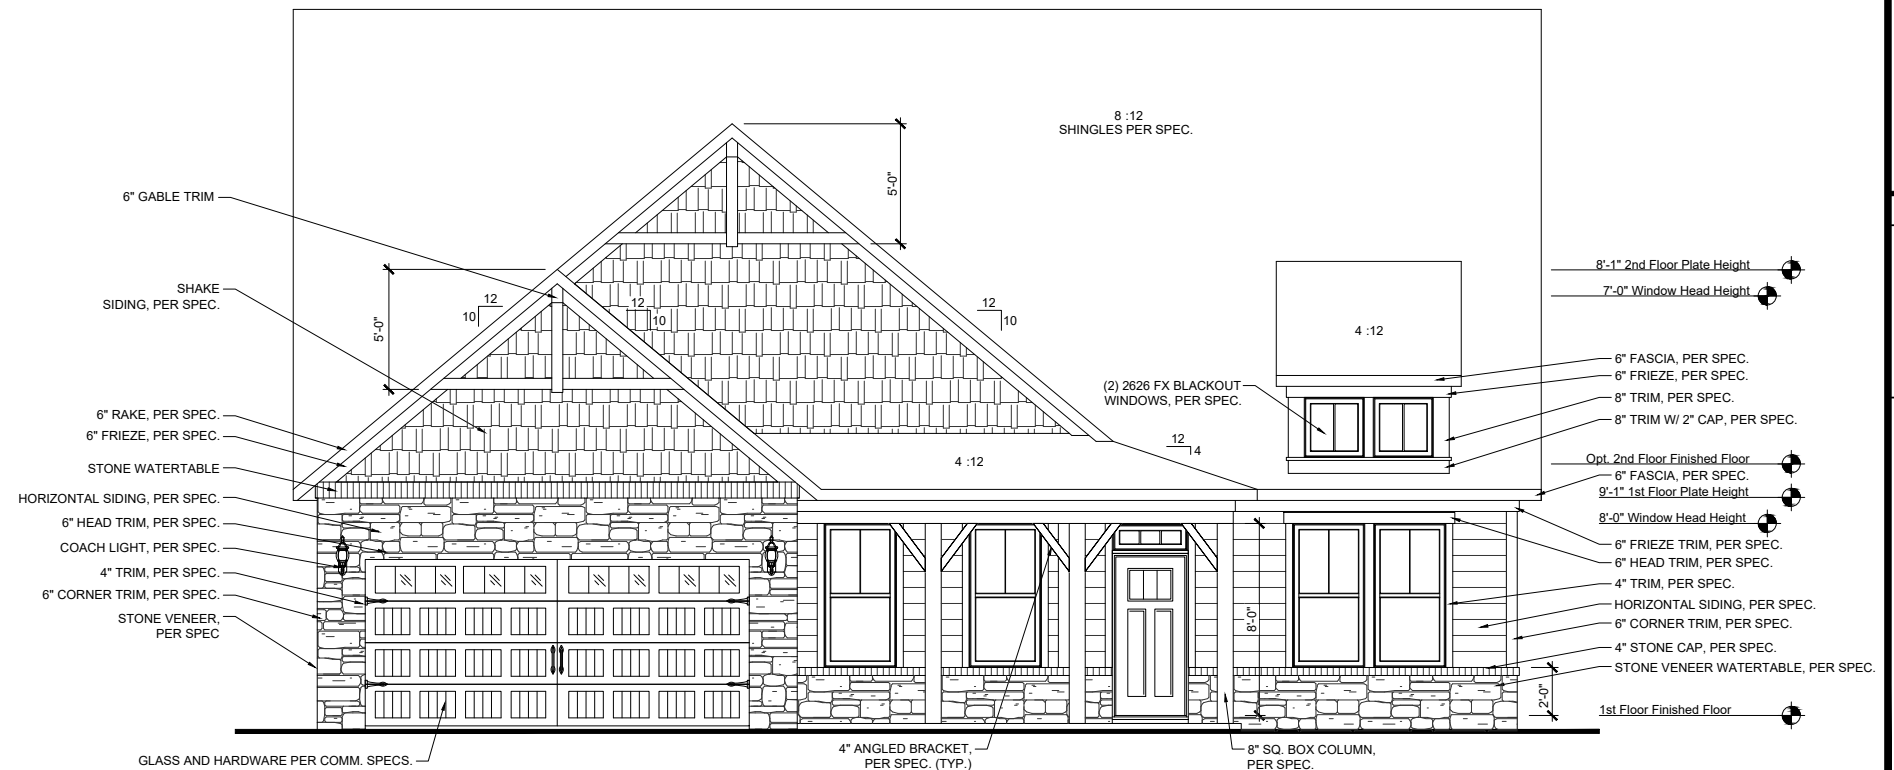 8 :12
SHINGLES PER SPEC.
5'-0"
6" GABLE TRIM
SHAKE
SIDING, PER SPEC.
5'-0"
12
10
12
10
12
10
8'-1" 2nd Floor Plate Height
7'-0" Window Head Height
4 :12
6" FASCIA, PER SPEC.
6" FRIEZE, PER SPEC.
(2) 2626 FX BLACKOUT
WINDOWS, PER SPEC.
8" TRIM, PER SPEC.
8" TRIM W/ 2" CAP, PER SPEC.
6" RAKE, PER SPEC.
6" FRIEZE, PER SPEC.
12
4
4 :12
STONE WATERTABLE
Opt. 2nd Floor Finished Floor
6" FASCIA, PER SPEC.
9'-1" 1st Floor Plate Height
HORIZONTAL SIDING, PER SPEC.
8'-0" Window Head Height
6" HEAD TRIM, PER SPEC.
COACH LIGHT, PER SPEC.
6" FRIEZE TRIM, PER SPEC.
6" HEAD TRIM, PER SPEC.
4" TRIM, PER SPEC.
4" TRIM, PER SPEC.
6" CORNER TRIM, PER SPEC.
HORIZONTAL SIDING, PER SPEC.
STONE VENEER,
PER SPEC
8'-0"
6" CORNER TRIM, PER SPEC.
4" STONE CAP, PER SPEC.
STONE VENEER WATERTABLE, PER SPEC.
2'-0"
1st Floor Finished Floor
GLASS AND HARDWARE PER COMM. SPECS.
4" ANGLED BRACKET,
PER SPEC. (TYP.)
8" SQ. BOX COLUMN,
PER SPEC.